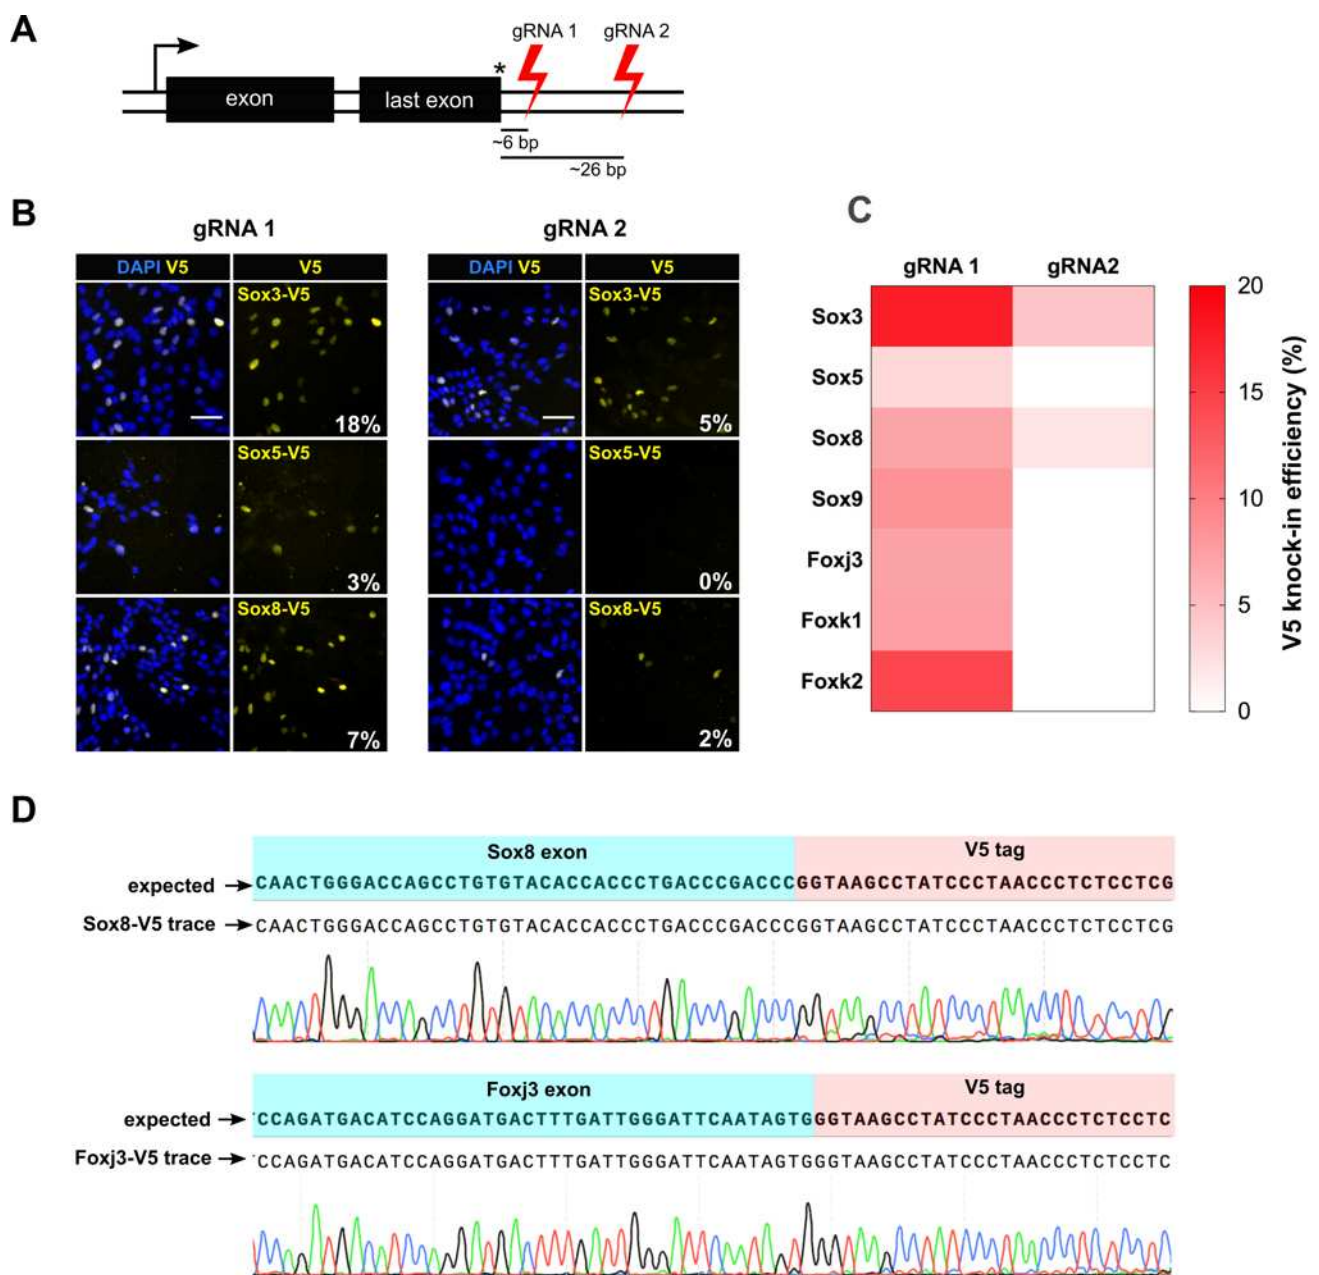 A
gRNA 1
gRNA 2
*
exon
last exon
~6 bp
~26 bp
B
gRNA 1
gRNA 2
DAPI V5
V5
DAPI V5
V5
Sox3-V5
18%
Sox3-V5
5%
Sox5-V5
3%
Sox5-V5
0%
Sox8-V5
7%
Sox8-V5
2%
C
gRNA 1
gRNA2
Sox3
Sox5
Sox8
Sox9
Foxj3
Foxk1
Foxk2
20
15
10
5
0
V5 knock-in efficiency (%)
D
Sox8 exon
V5 tag
expected
CAACTGGGACCAGCCTGTGTACACCACCCTGACCCGACCCGGTAAGCCTATCCCTAACCCTCTCCTCG
Sox8-V5 trace
CAACTGGGACCAGCCTGTGTACACCACCCTGACCCGACCCGGTAAGCCTATCCCTAACCCTCTCCTCG
Foxj3 exon
V5 tag
expected
CCAGATGACATCCAGGATGACTTTGATTGGGATTCAATAGTGGGTAAGCCTATCCCTAACCCTCTCCTC
Foxj3-V5 trace
CCAGATGACATCCAGGATGACTTTGATTGGGATTCAATAGTGGGTAAGCCTATCCCTAACCCTCTCCTC